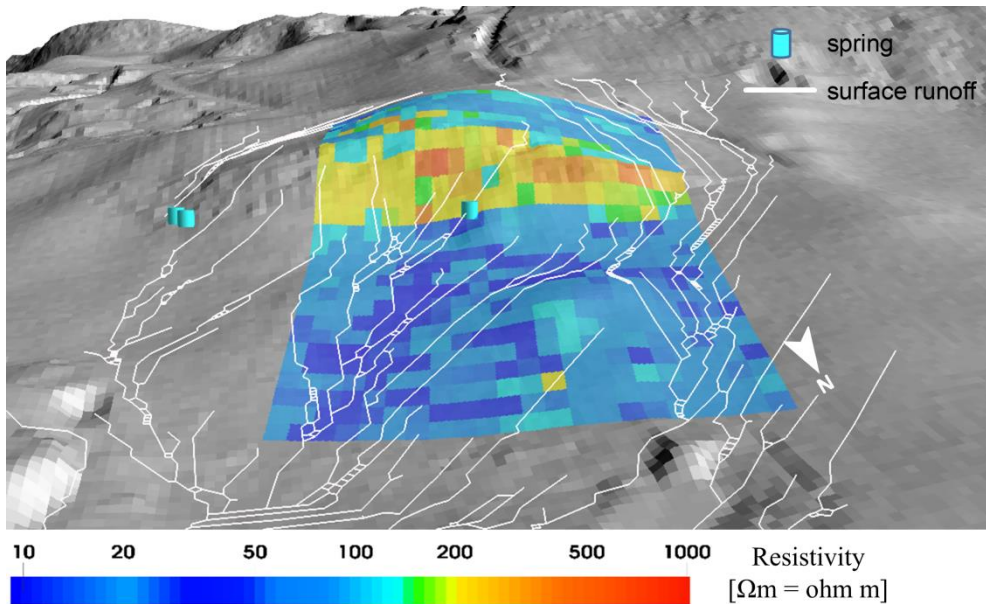 spring
surface runoff
N
10 20 50 100 200 500 1000
Resistivity
[Ωm = ohm m]